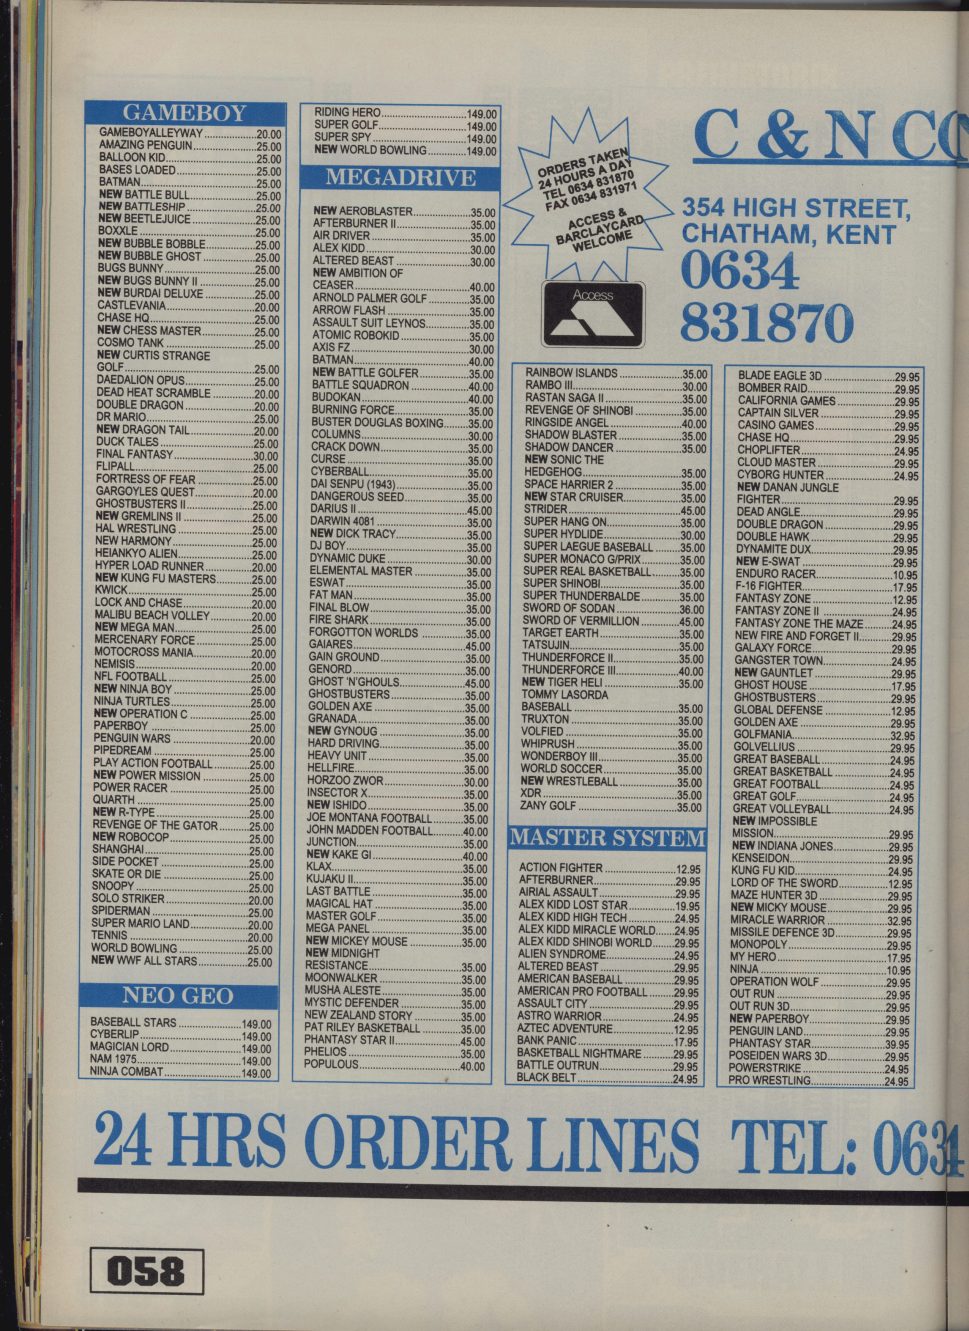 GAMEBOY
GAMEBOYALLEYWAY 20.00
AMAZING PENGUIN 25.00
BALLOON KID 25.00
BASES LOADED 25.00
BATMAN 25.00
NEW BATTLE BULL 25.00
NEW BATTLESHIP 25.00
NEW BEETLEJUICE 25.00
BOXXLE 25.00
NEW BUBBLE BOBBLE 25.00
NEW BUBBLE GHOST 25.00
BUGS BUNNY 25.00
NEW BUGS BUNNY II 25.00
NEW BURDAI DELUXE 25.00
CASTLEVANIA 20.00
CHASE HQ 25.00
NEW CHESS MASTER 25.00
COSMO TANK 25.00
NEW CURTIS STRANGE
GOLF 25.00
DAEDALION OPUS 25.00
DEAD HEAT SCRAMBLE 20.00
DOUBLE DRAGON 20.00
DR MARIO 25.00
NEW DRAGON TAIL 20.00
DUCK TALES 25.00
FINAL FANTASY 30.00
FLIPALL 25.00
FORTRESS OF FEAR 25.00
GARGOYLES QUEST 20.00
GHOSTBUSTERS II 25.00
NEW GREMLINS II 25.00
HAL WRESTLING 25.00
NEW HARMONY 25.00
HEIANKYO ALIEN 25.00
HYPER LOAD RUNNER 20.00
NEW KUNG FU MASTERS 25.00
KWICK 25.00
LOCK AND CHASE 20.00
MALIBU BEACH VOLLEY 20.00
NEW MEGA MAN 25.00
MERCENARY FORCE 25.00
MOTOCROSS MANIA 20.00
NEMISIS 20.00
NFL FOOTBALL 25.00
NEW NINJA BOY 25.00
NINJA TURTLES 25.00
NEW OPERATION C 25.00
PAPERBOY 25.00
PENGUIN WARS 20.00
PIPEDREAM 25.00
PLAY ACTION FOOTBALL 25.00
NEW POWER MISSION 25.00
POWER RACER 25.00
QUARTH 25.00
NEW R-TYPE 25.00
REVENGE OF THE GATOR 25.00
NEW ROBOCOP 25.00
SHANGHAI 25.00
SIDE POCKET 25.00
SKATE OR DIE 25.00
SNOOPY 25.00
SOLO STRIKER 20.00
SPIDERMAN 25.00
SUPER MARIO LAND 20.00
TENNIS 20.00
WORLD BOWLING 25.00
NEW WWF ALL STARS 25.00
NEO GEO
BASEBALL STARS 149.00
CYBERLIP 149.00
MAGICIAN LORD 149.00
NAM 1975 149.00
NINJA COMBAT 149.00
RIDING HERO 149.00
SUPER GOLF 149.00
SUPER SPY 149.00
NEW WORLD BOWLING 149.00
MEGADRIVE
NEW AEROBLASTER 35.00
AFTERBURNER II 35.00
AIR DRIVER 35.00
ALEX KIDD 30.00
ALTERED BEAST 30.00
NEW AMBITION OF
CEASER 40.00
ARNOLD PALMER GOLF 35.00
ARROW FLASH 35.00
ASSAULT SUIT LEYNOS 35.00
ATOMIC ROBOKID 35.00
AXIS FZ 30.00
BATMAN 40.00
NEW BATTLE GOLFER 35.00
BATTLE SQUADRON 40.00
BUDOKAN 40.00
BURNING FORCE 35.00
BUSTER DOUGLAS BOXING 35.00
COLUMNS 30.00
CRACK DOWN 35.00
CURSE 35.00
CYBERBALL 35.00
DAI SENPU (1943) 35.00
DANGEROUS SEED 35.00
DARIUS II 45.00
DARWIN 4081 35.00
NEW DICK TRACY 35.00
DJ BOY 35.00
DYNAMIC DUKE 30.00
ELEMENTAL MASTER 35.00
ESWAT 35.00
FAT MAN 35.00
FINAL BLOW 35.00
FIRE SHARK 35.00
FORGOTTON WORLDS 35.00
GAIARES 45.00
GAIN GROUND 35.00
GENORD 35.00
GHOST 'N'GHOULS 45.00
GHOSTBUSTERS 35.00
GOLDEN AXE 35.00
GRANADA 35.00
NEW GYNOUG 35.00
HARD DRIVING 35.00
HEAVY UNIT 35.00
HELLFIRE 35.00
HORZOO ZWOR 30.00
INSECTOR X 35.00
NEW ISHIDO 35.00
JOE MONTANA FOOTBALL 35.00
JOHN MADDEN FOOTBALL 40.00
JUNCTION 35.00
NEW KAKE GI 40.00
KLAX 35.00
KUJAKU II 35.00
LAST BATTLE 35.00
MAGICAL HAT 35.00
MASTER GOLF 35.00
MEGA PANEL 35.00
NEW MICKEY MOUSE 35.00
NEW MIDNIGHT
RESISTANCE 35.00
MOONWALKER 35.00
MUSHA ALESTE 35.00
MYSTIC DEFENDER 35.00
NEW ZEALAND STORY 35.00
PAT RILEY BASKETBALL 35.00
PHANTASY STAR II 45.00
PHELIOS 35.00
POPULOUS 40.00
ORDERS TAKEN
24 HOURS A DAY
TEL 0634 831870
FAX 0634 831971
ACCESS &
BARCLAYCARD
WELCOME
Access
C & N CO
354 HIGH STREET,
CHATHAM, KENT
0634
831870
RAINBOW ISLANDS 35.00
RAMBO III 30.00
RASTAN SAGA II 35.00
REVENGE OF SHINOBI 35.00
RINGSIDE ANGEL 40.00
SHADOW BLASTER 35.00
SHADOW DANCER 35.00
NEW SONIC THE
HEDGEHOG 35.00
SPACE HARRIER 2 35.00
NEW STAR CRUISER 35.00
STRIDER 45.00
SUPER HANG ON 35.00
SUPER HYDLIDE 30.00
SUPER LAEGUE BASEBALL 35.00
SUPER MONACO G/PRIX 35.00
SUPER REAL BASKETBALL 35.00
SUPER SHINOBI 35.00
SUPER THUNDERBALDE 35.00
SWORD OF SODAN 36.00
SWORD OF VERMILLION 45.00
TARGET EARTH 35.00
TATSUJIN 35.00
THUNDERFORCE II 35.00
THUNDERFORCE III 40.00
NEW TIGER HELI 35.00
TOMMY LASORDA
BASEBALL 35.00
TRUXTON 35.00
VOLFIED 35.00
WHIPRUSH 35.00
WONDERBOY III 35.00
WORLD SOCCER 35.00
NEW WRESTLEBALL 35.00
XDR 35.00
ZANY GOLF 35.00
MASTER SYSTEM
ACTION FIGHTER 12.95
AFTERBURNER 29.95
AIRIAL ASSAULT 29.95
ALEX KIDD LOST STAR 19.95
ALEX KIDD HIGH TECH 24.95
ALEX KIDD MIRACLE WORLD 24.95
ALEX KIDD SHINOBI WORLD 29.95
ALIEN SYNDROME 24.95
ALTERED BEAST 29.95
AMERICAN BASEBALL 29.95
AMERICAN PRO FOOTBALL 29.95
ASSAULT CITY 29.95
ASTRO WARRIOR 24.95
AZTEC ADVENTURE 12.95
BANK PANIC 17.95
BASKETBALL NIGHTMARE 29.95
BATTLE OUTRUN 29.95
BLACK BELT 24.95
BLADE EAGLE 3D 29.95
BOMBER RAID 29.95
CALIFORNIA GAMES 29.95
CAPTAIN SILVER 29.95
CASINO GAMES 29.95
CHASE HQ 29.95
CHOPLIFTER 24.95
CLOUD MASTER 29.95
CYBORG HUNTER 24.95
NEW DANAN JUNGLE
FIGHTER 29.95
DEAD ANGLE 29.95
DOUBLE DRAGON 29.95
DOUBLE HAWK 29.95
DYNAMITE DUX 29.95
NEW E-SWAT 29.95
ENDURO RACER 10.95
F-16 FIGHTER 17.95
FANTASY ZONE 12.95
FANTASY ZONE II 24.95
FANTASY ZONE THE MAZE 24.95
NEW FIRE AND FORGET II 29.95
GALAXY FORCE 29.95
GANGSTER TOWN 24.95
NEW GAUNTLET 29.95
GHOST HOUSE 17.95
GHOSTBUSTERS 29.95
GLOBAL DEFENSE 12.95
GOLDEN AXE 29.95
GOLFMANIA 32.95
GOLVELLIUS 29.95
GREAT BASEBALL 24.95
GREAT BASKETBALL 24.95
GREAT FOOTBALL 24.95
GREAT GOLF 24.95
GREAT VOLLEYBALL 24.95
NEW IMPOSSIBLE
MISSION 29.95
NEW INDIANA JONES 29.95
KENSEIDON 29.95
KUNG FU KID 24.95
LORD OF THE SWORD 12.95
MAZE HUNTER 3D 29.95
NEW MICKY MOUSE 29.95
MIRACLE WARRIOR 32.95
MISSILE DEFENCE 3D 29.95
MONOPOLY 29.95
MY HERO 17.95
NINJA 10.95
OPERATION WOLF 29.95
OUT RUN 29.95
OUT RUN 3D 29.95
NEW PAPERBOY 29.95
PENGUIN LAND 29.95
PHANTASY STAR 39.95
POSEIDEN WARS 3D 29.95
POWERSTRIKE 24.95
PRO WRESTLING 24.95
24 HRS ORDER LINES TEL: 0634
058